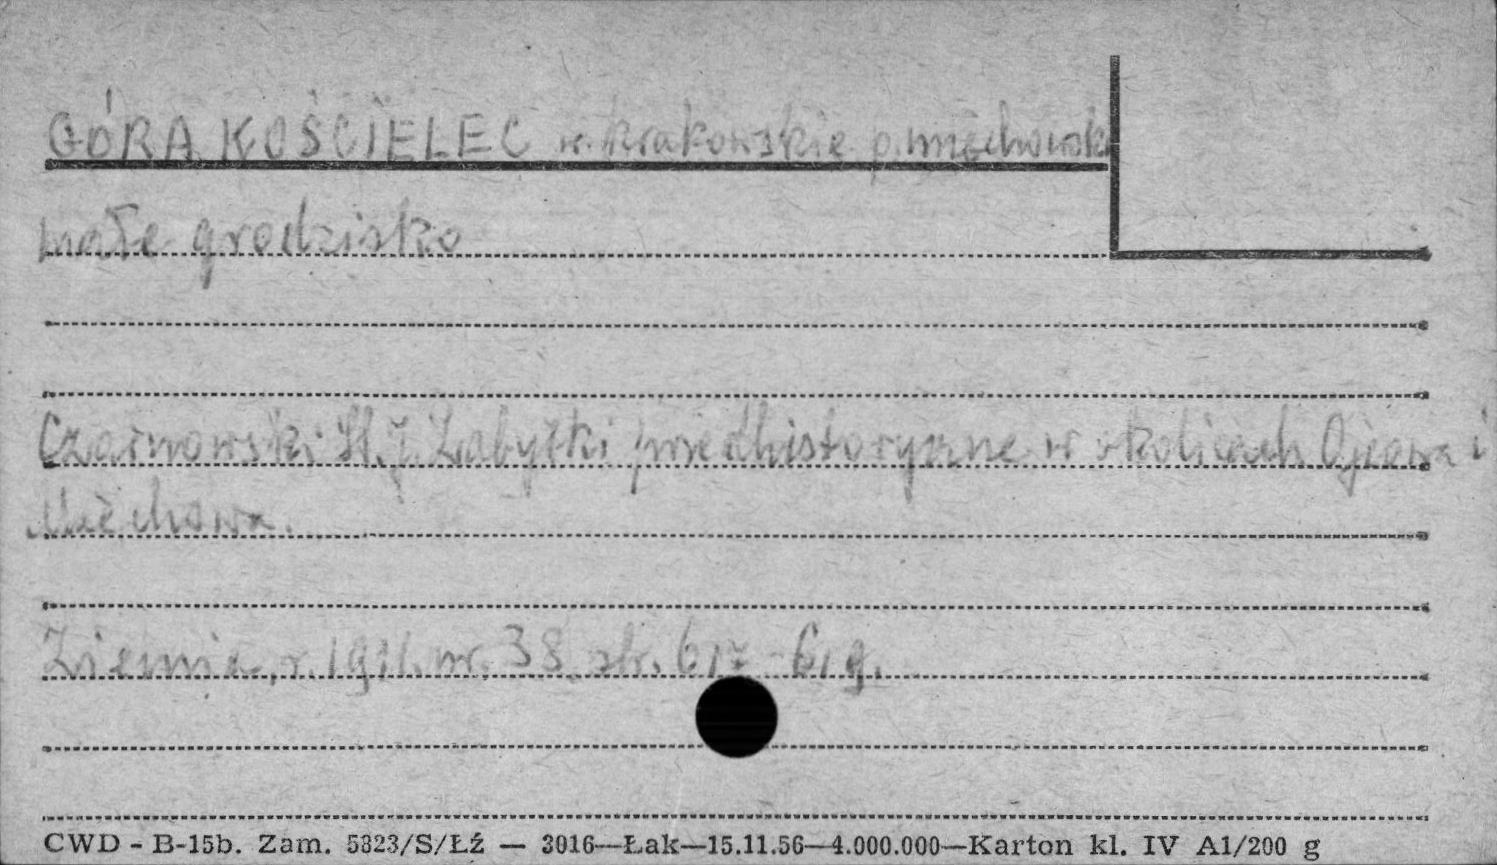 GÓRA KOŚCIELEC w. Krakowskie p. miechowski
małe grodzisko
Czarnowski St. J. Zabytki przedhistoryczne w okolicach Ojcowa i
Miechowa.
Ziemia, r. 1911. nr. 38. str. 617-619.
CWD - B-15b. Zam. 5823/S/Łź — 3016—Łak—15.11.56—4.000.000—Karton kl. IV A1/200 g